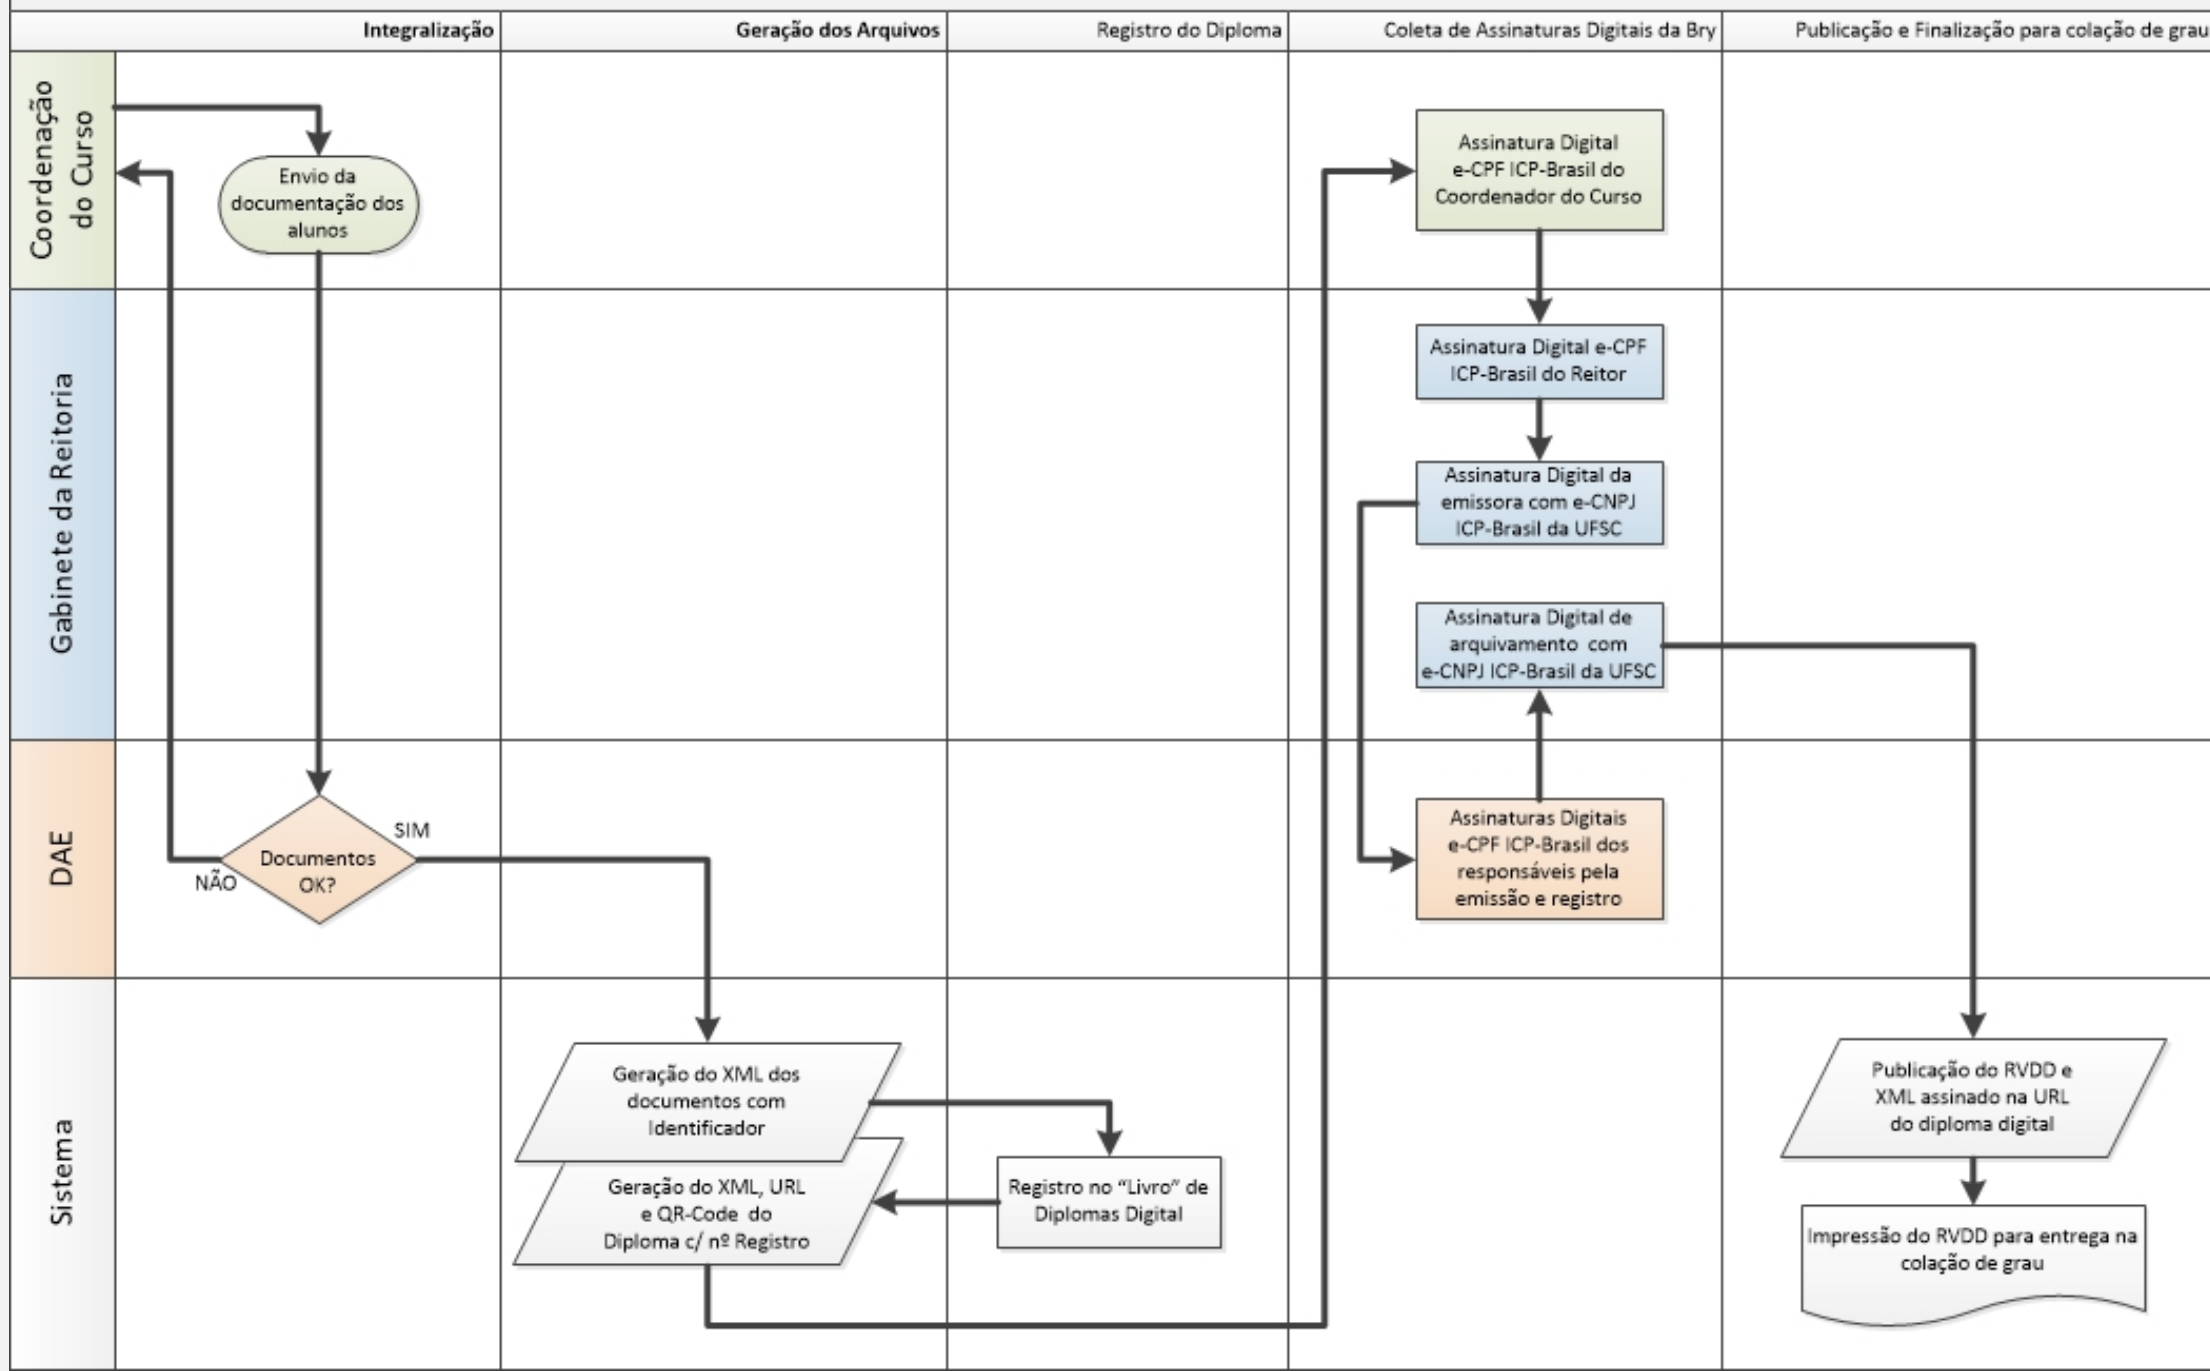 Integralização
Geração dos Arquivos
Registro do Diploma
Coleta de Assinaturas Digitais da Bry
Publicação e Finalização para colação de grau
Coordenação
do Curso
Envio da
documentação dos
alunos
Assinatura Digital
e-CPF ICP-Brasil do
Coordenador do Curso
Gabinete da Reitoria
Assinatura Digital e-CPF
ICP-Brasil do Reitor
Assinatura Digital da
emissora com e-CNPJ
ICP-Brasil da UFSC
Assinatura Digital de
arquivamento com
e-CNPJ ICP-Brasil da UFSC
DAE
Documentos
OK?
SIM
NÃO
Assinaturas Digitais
e-CPF ICP-Brasil dos
responsáveis pela
emissão e registro
Sistema
Geração do XML dos
documentos com
Identificador
Geração do XML, URL
e QR-Code do
Diploma c/ nº Registro
Registro no “Livro” de
Diplomas Digital
Publicação do RVDD e
XML assinado na URL
do diploma digital
Impressão do RVDD para entrega na
colação de grau